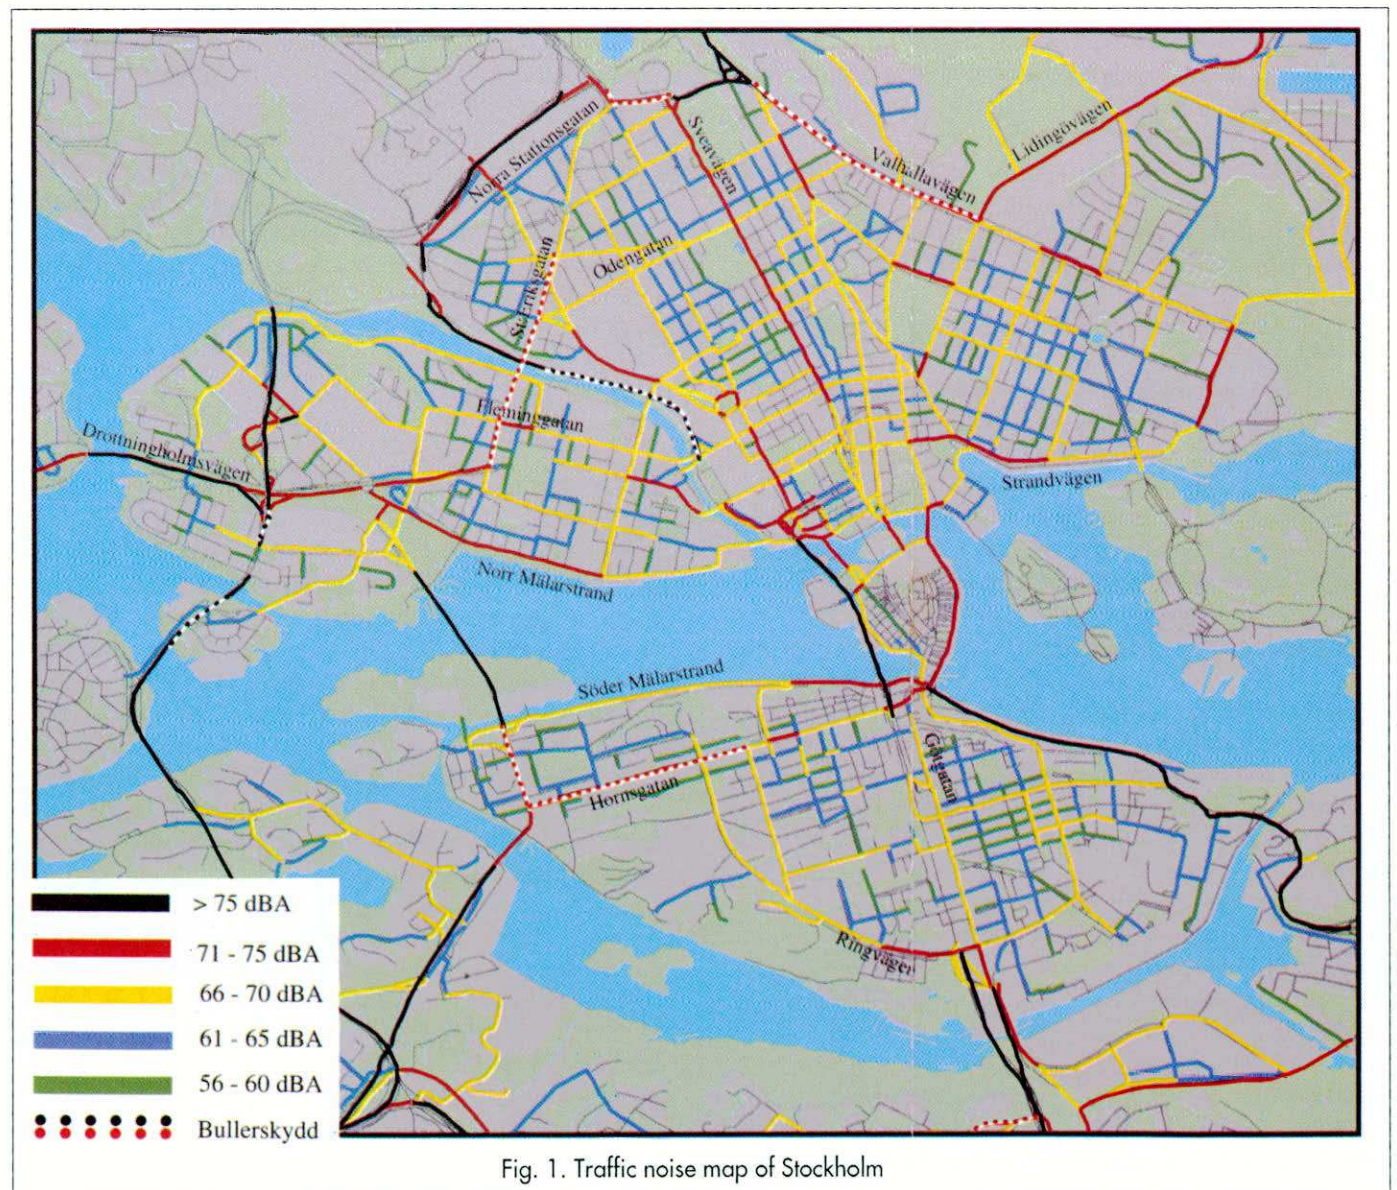 Norra Stationsgatan
Sveavägen
Valhallavägen
Lidingövägen
St Eriksgatan
Odengatan
Fleminggatan
Drottningholmsvägen
Strandvägen
Norr Mälarstrand
Söder Mälarstrand
Hornsgatan
Götgatan
Ringvägen
> 75 dBA
71 - 75 dBA
66 - 70 dBA
61 - 65 dBA
56 - 60 dBA
Bullerskydd
Fig. 1. Traffic noise map of Stockholm